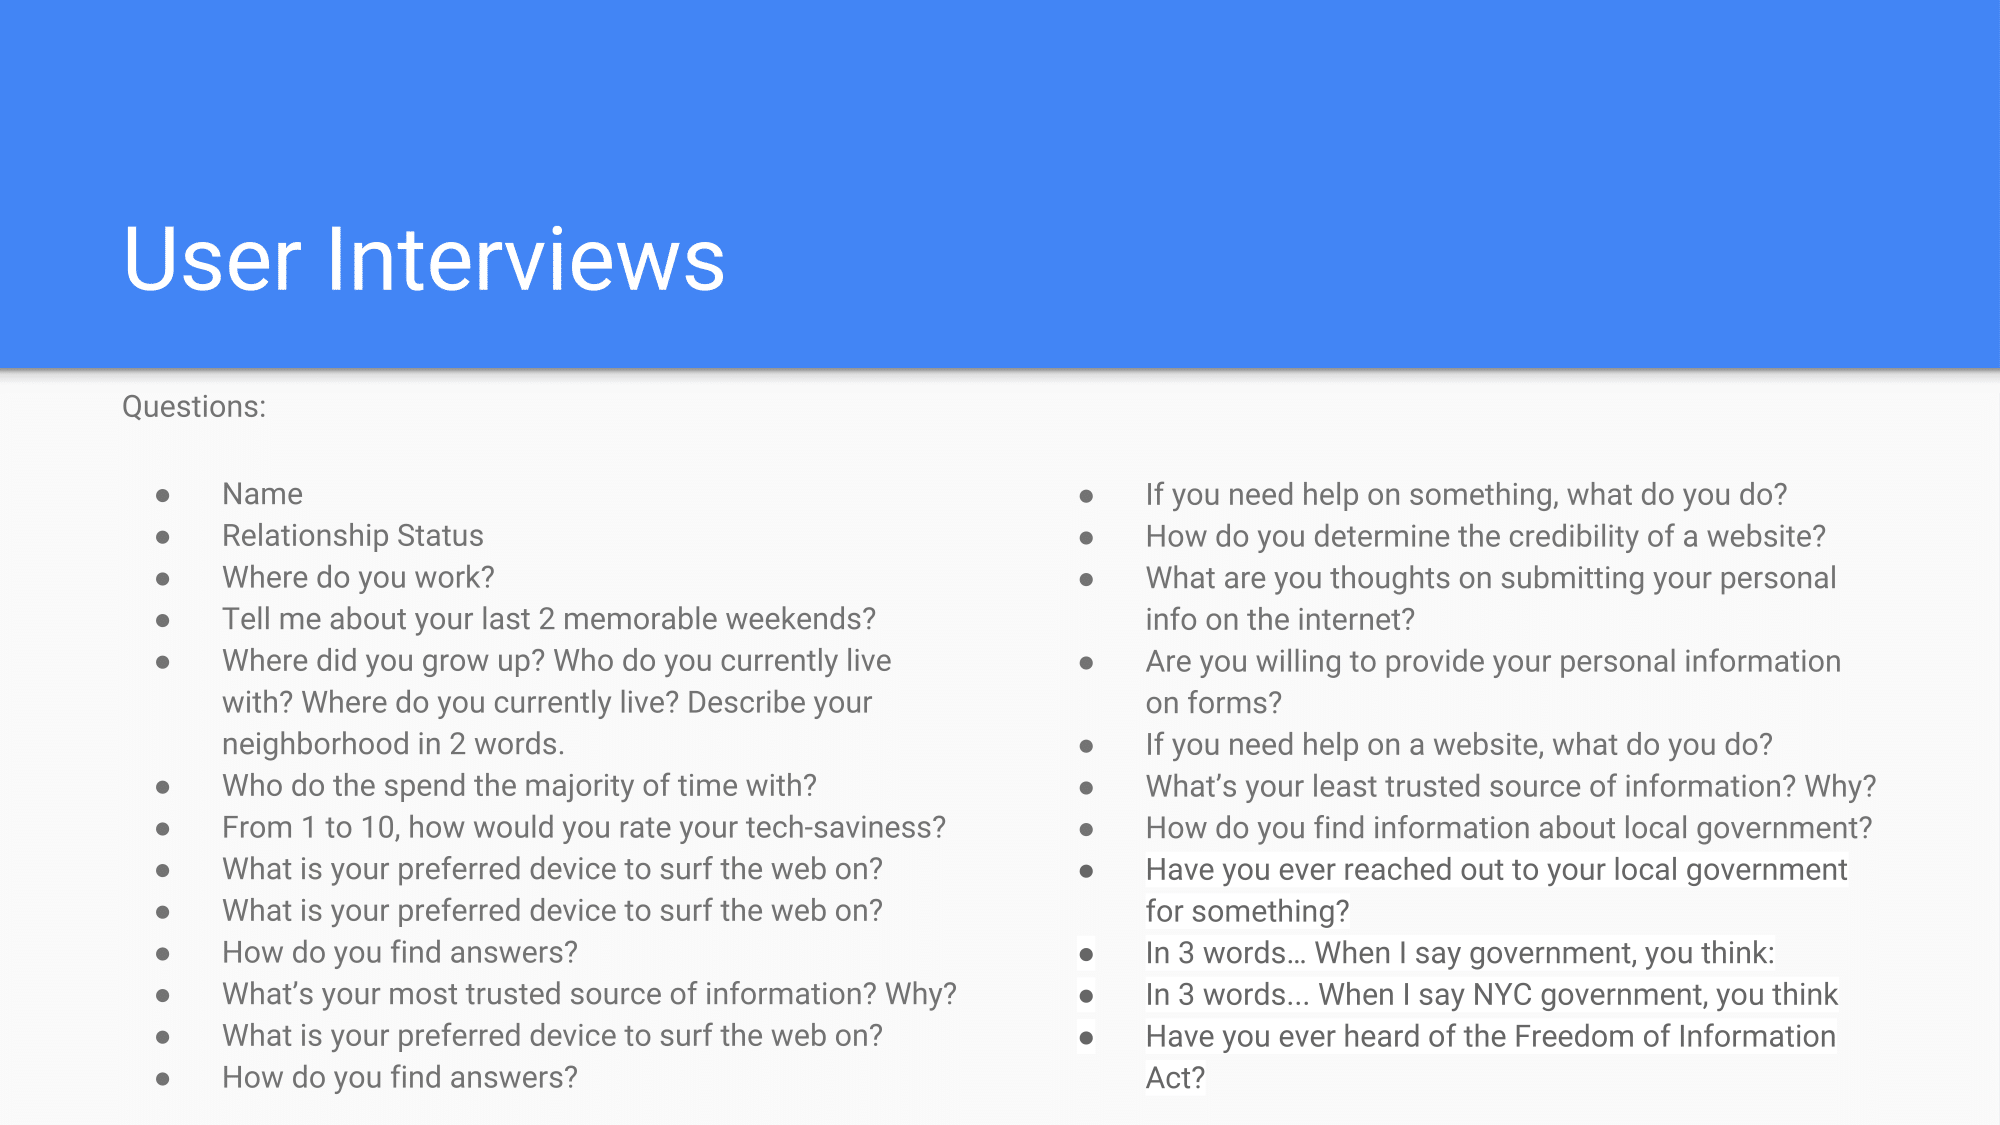 User Interviews
Questions:
● Name
● Relationship Status
● Where do you work?
● Tell me about your last 2 memorable weekends?
● Where did you grow up? Who do you currently live
with? Where do you currently live? Describe your
neighborhood in 2 words.
● Who do the spend the majority of time with?
● From 1 to 10, how would you rate your tech-saviness?
● What is your preferred device to surf the web on?
● What is your preferred device to surf the web on?
● How do you find answers?
● What’s your most trusted source of information? Why?
● What is your preferred device to surf the web on?
● How do you find answers?
● If you need help on something, what do you do?
● How do you determine the credibility of a website?
● What are you thoughts on submitting your personal
info on the internet?
● Are you willing to provide your personal information
on forms?
● If you need help on a website, what do you do?
● What’s your least trusted source of information? Why?
● How do you find information about local government?
● Have you ever reached out to your local government
for something?
● In 3 words… When I say government, you think:
● In 3 words... When I say NYC government, you think
● Have you ever heard of the Freedom of Information
Act?